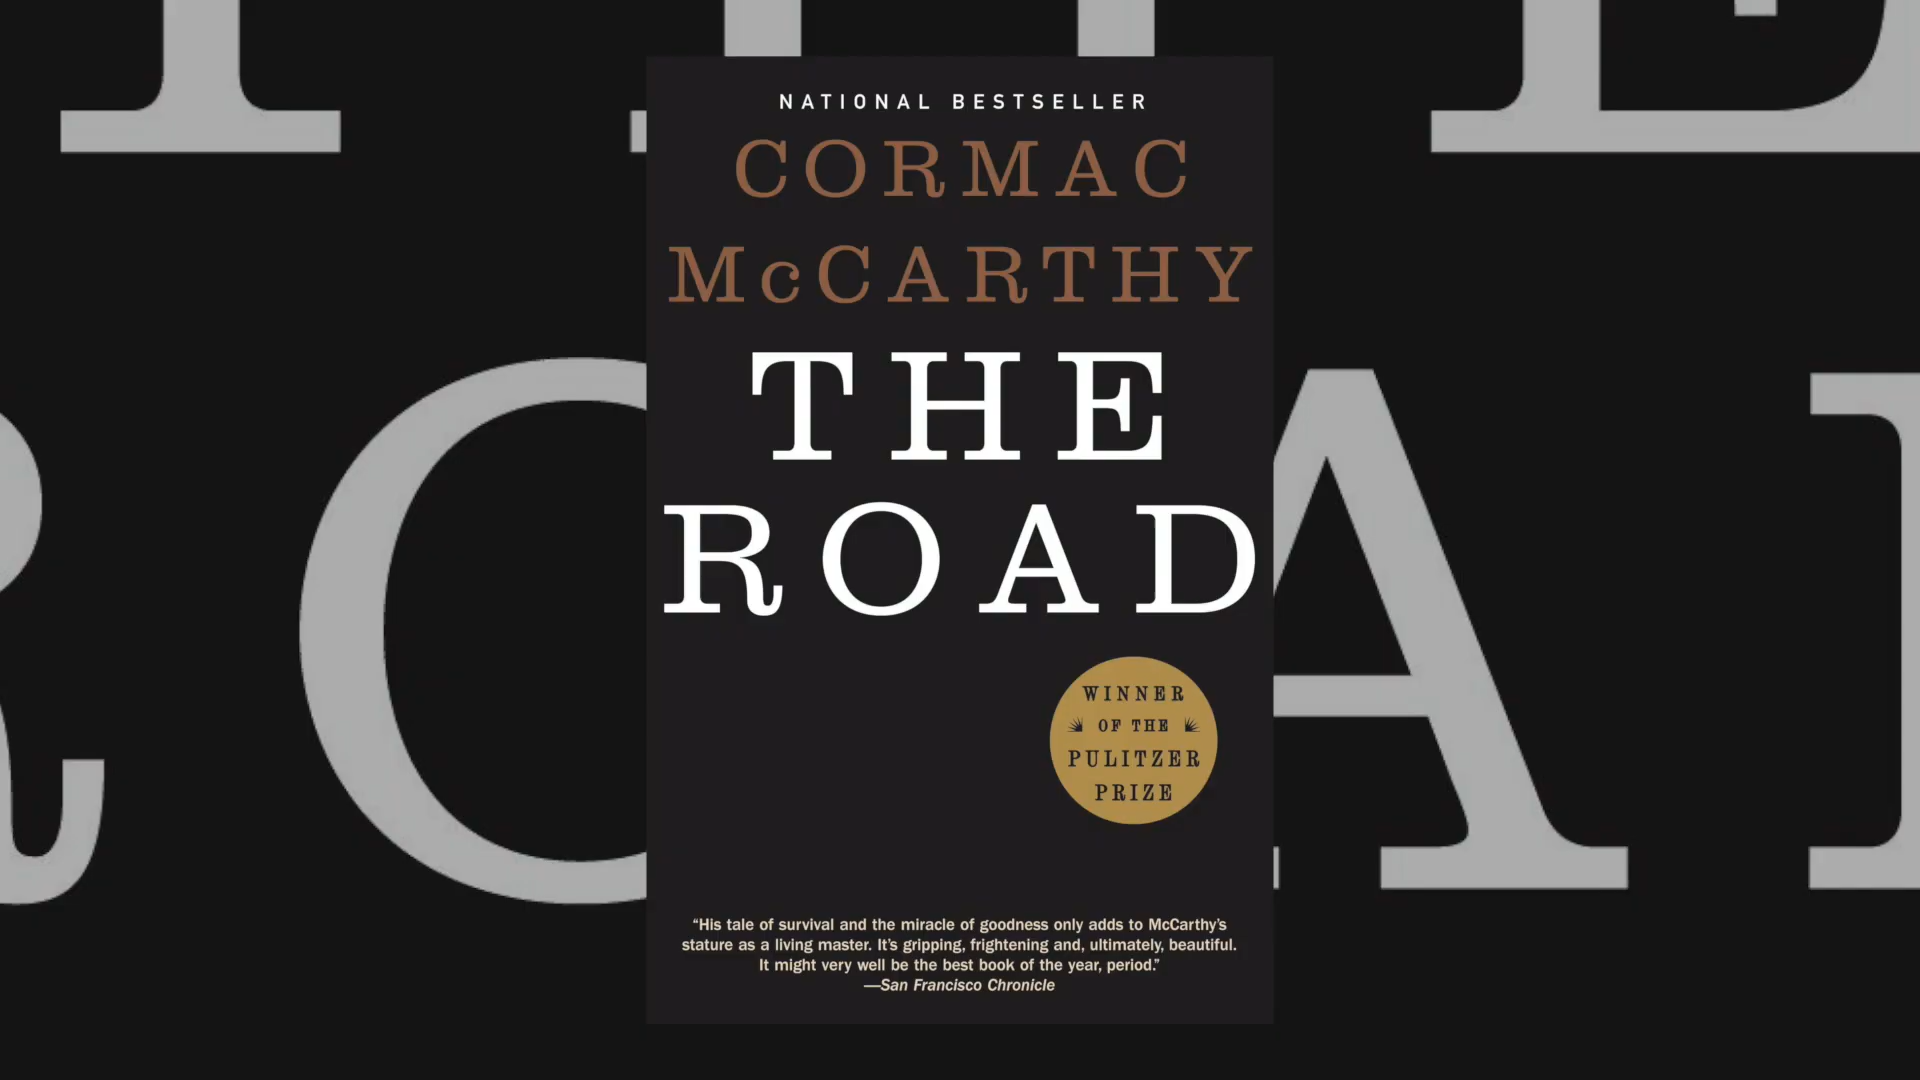 NATIONAL BESTSELLER
CORMAC
McCARTHY
THE
ROAD
WINNER
OF THE
PULITZER
PRIZE
“His tale of survival and the miracle of goodness only adds to McCarthy’s
stature as a living master. It’s gripping, frightening and, ultimately, beautiful.
It might very well be the best book of the year, period.”
—San Francisco Chronicle